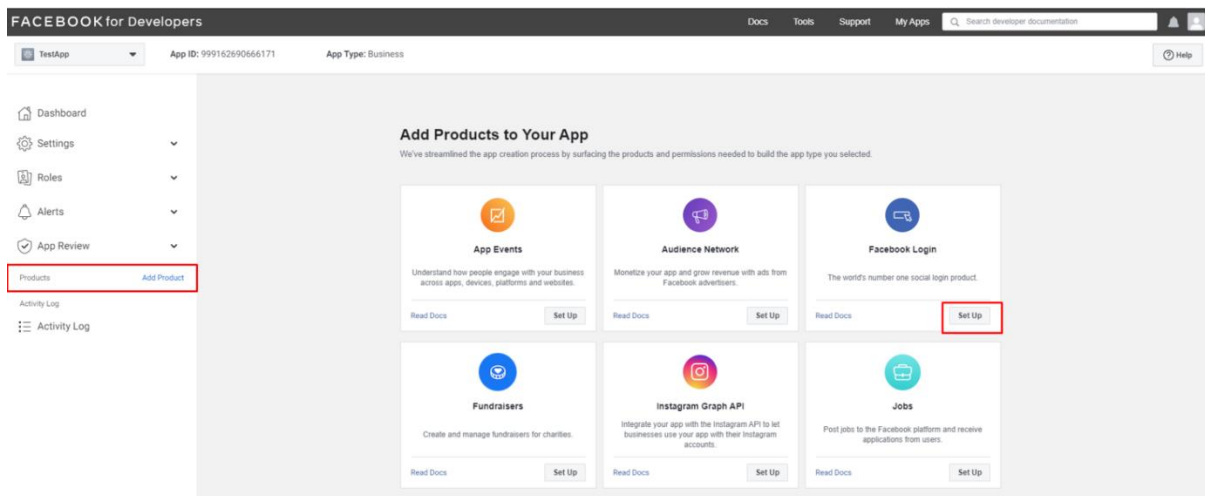 FACEBOOK for Developers
Docs Tools Support My Apps Search developer documentation
TestApp App ID: 999162690666171 App Type: Business Help
Dashboard
Settings
Roles
Alerts
App Review
Products Add Product
Activity Log
Activity Log
Add Products to Your App
We've streamlined the app creation process by surfacing the products and permissions needed to build the app type you selected.
App Events
Understand how people engage with your business
across apps, devices, platforms and websites.
Read Docs Set Up
Audience Network
Monetize your app and grow revenue with ads from
Facebook advertisers.
Read Docs Set Up
Facebook Login
The world's number one social login product.
Read Docs Set Up
Fundraisers
Create and manage fundraisers for charities.
Read Docs Set Up
Instagram Graph API
Integrate your app with the Instagram API to let
businesses use your app with their Instagram
accounts.
Read Docs Set Up
Jobs
Post jobs to the Facebook platform and receive
applications from users.
Read Docs Set Up